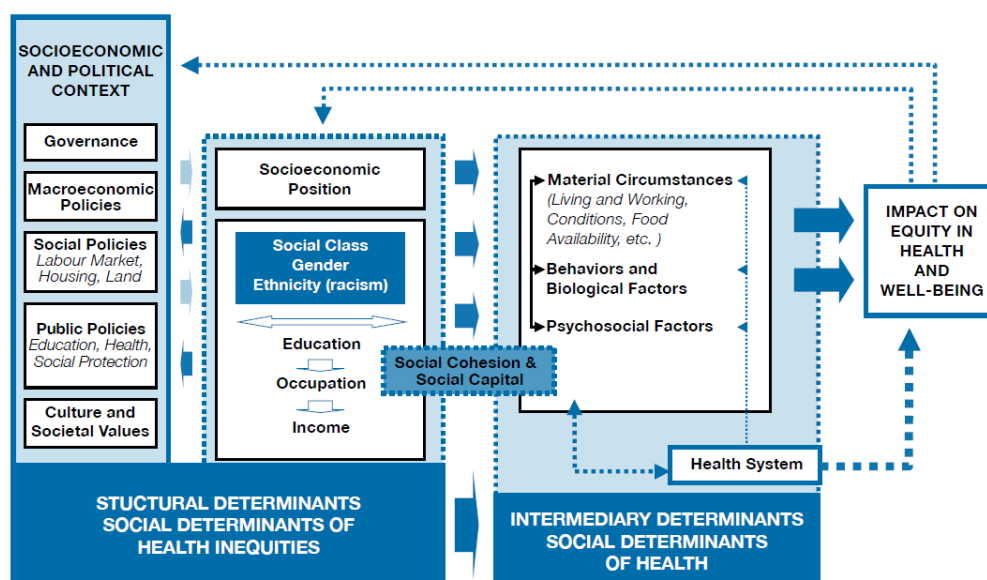 SOCIOECONOMIC
AND POLITICAL
CONTEXT
Governance
Macroeconomic
Policies
Social Policies
Labour Market,
Housing, Land
Public Policies
Education, Health,
Social Protection
Culture and
Societal Values
Socioeconomic
Position
Social Class
Gender
Ethnicity (racism)
Education
Occupation
Income
Social Cohesion &
Social Capital
Material Circumstances
(Living and Working,
Conditions, Food
Availability, etc. )
Behaviors and
Biological Factors
Psychosocial Factors
Health System
IMPACT ON
EQUITY IN
HEALTH
AND
WELL-BEING
STUCTURAL DETERMINANTS
SOCIAL DETERMINANTS OF
HEALTH INEQUITIES
INTERMEDIARY DETERMINANTS
SOCIAL DETERMINANTS
OF HEALTH